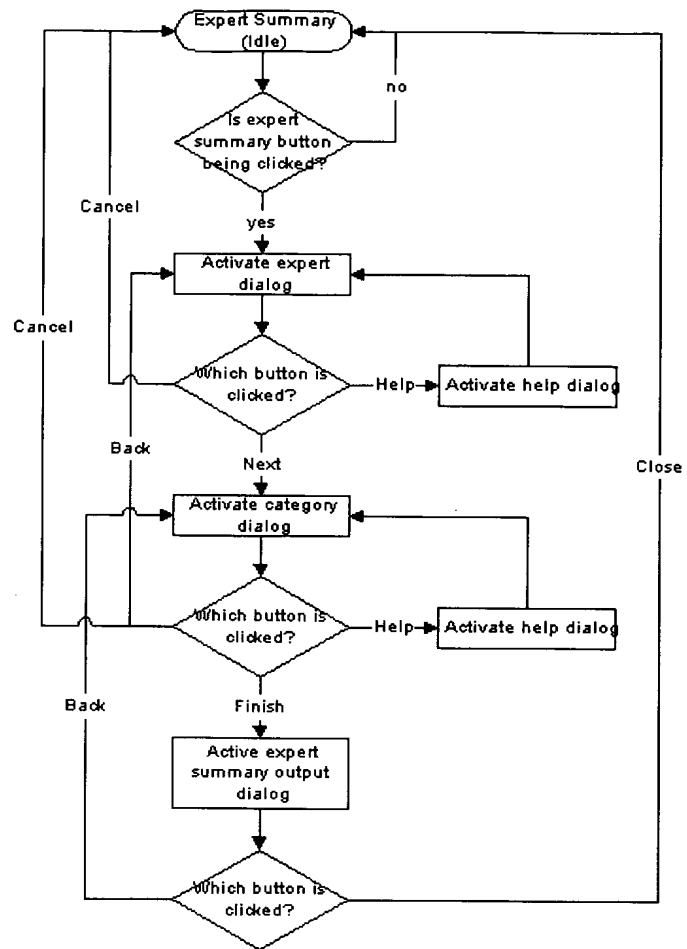 Expert Summary
(Idle)
no
Is expert
summary button
being clicked?
Cancel
yes
Activate expert
dialog
Cancel
Which button is
clicked?
Help
Activate help dialog
Back
Next
Close
Activate category
dialog
Which button is
clicked?
Help
Activate help dialog
Back
Finish
Active expert
summary output
dialog
Which button is
clicked?